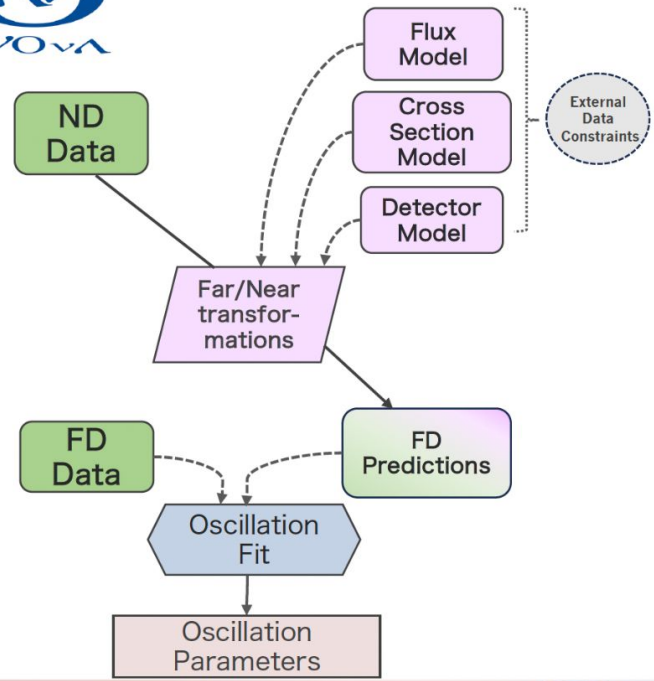 NOvA
Flux
Model
ND
Data
Cross
Section
Model
External
Data
Constraints
Detector
Model
Far/Near
transfor-
mations
FD
Data
FD
Predictions
Oscillation
Fit
Oscillation
Parameters